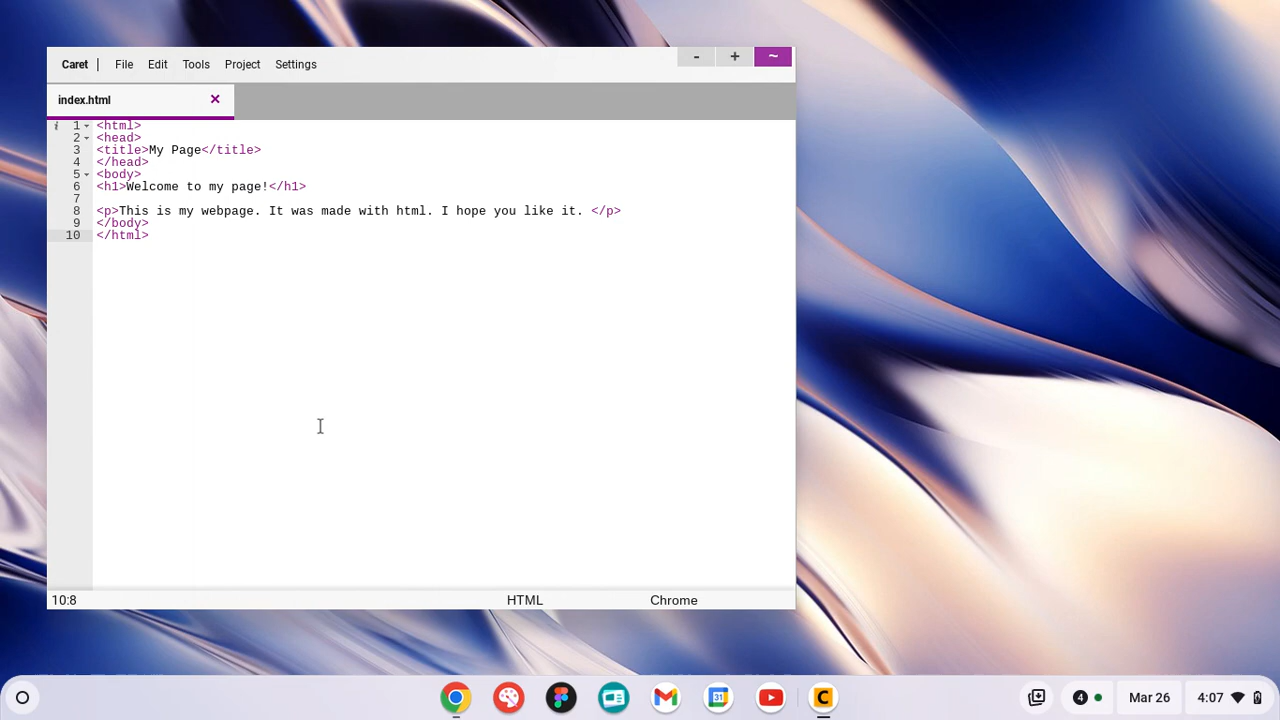 Caret | File Edit Tools Project Settings - + ~
index.html ✕
i 1 <html>
2 <head>
3 <title>My Page</title>
4 </head>
5 <body>
6 <h1>Welcome to my page!</h1>
7
8 <p>This is my webpage. It was made with html. I hope you like it. </p>
9 </body>
10 </html>
10:8 HTML Chrome
31 C 4 Mar 26 4:07